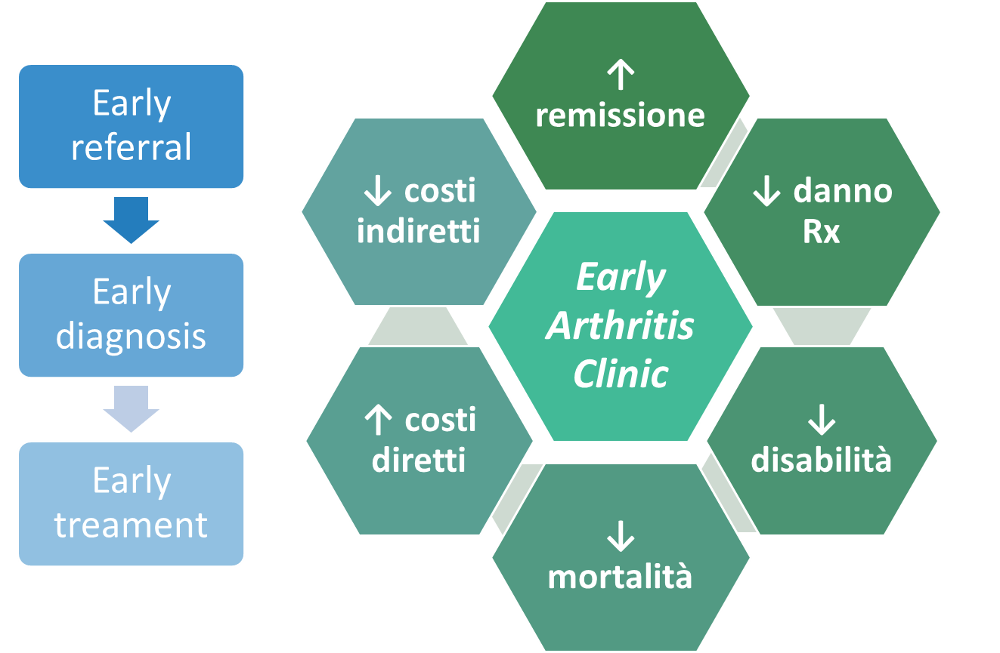 Early
referral
Early
diagnosis
Early
treament
↑
remissione
↓ danno
Rx
↓
disabilità
↓
mortalità
↑ costi
diretti
↓ costi
indiretti
Early
Arthritis
Clinic